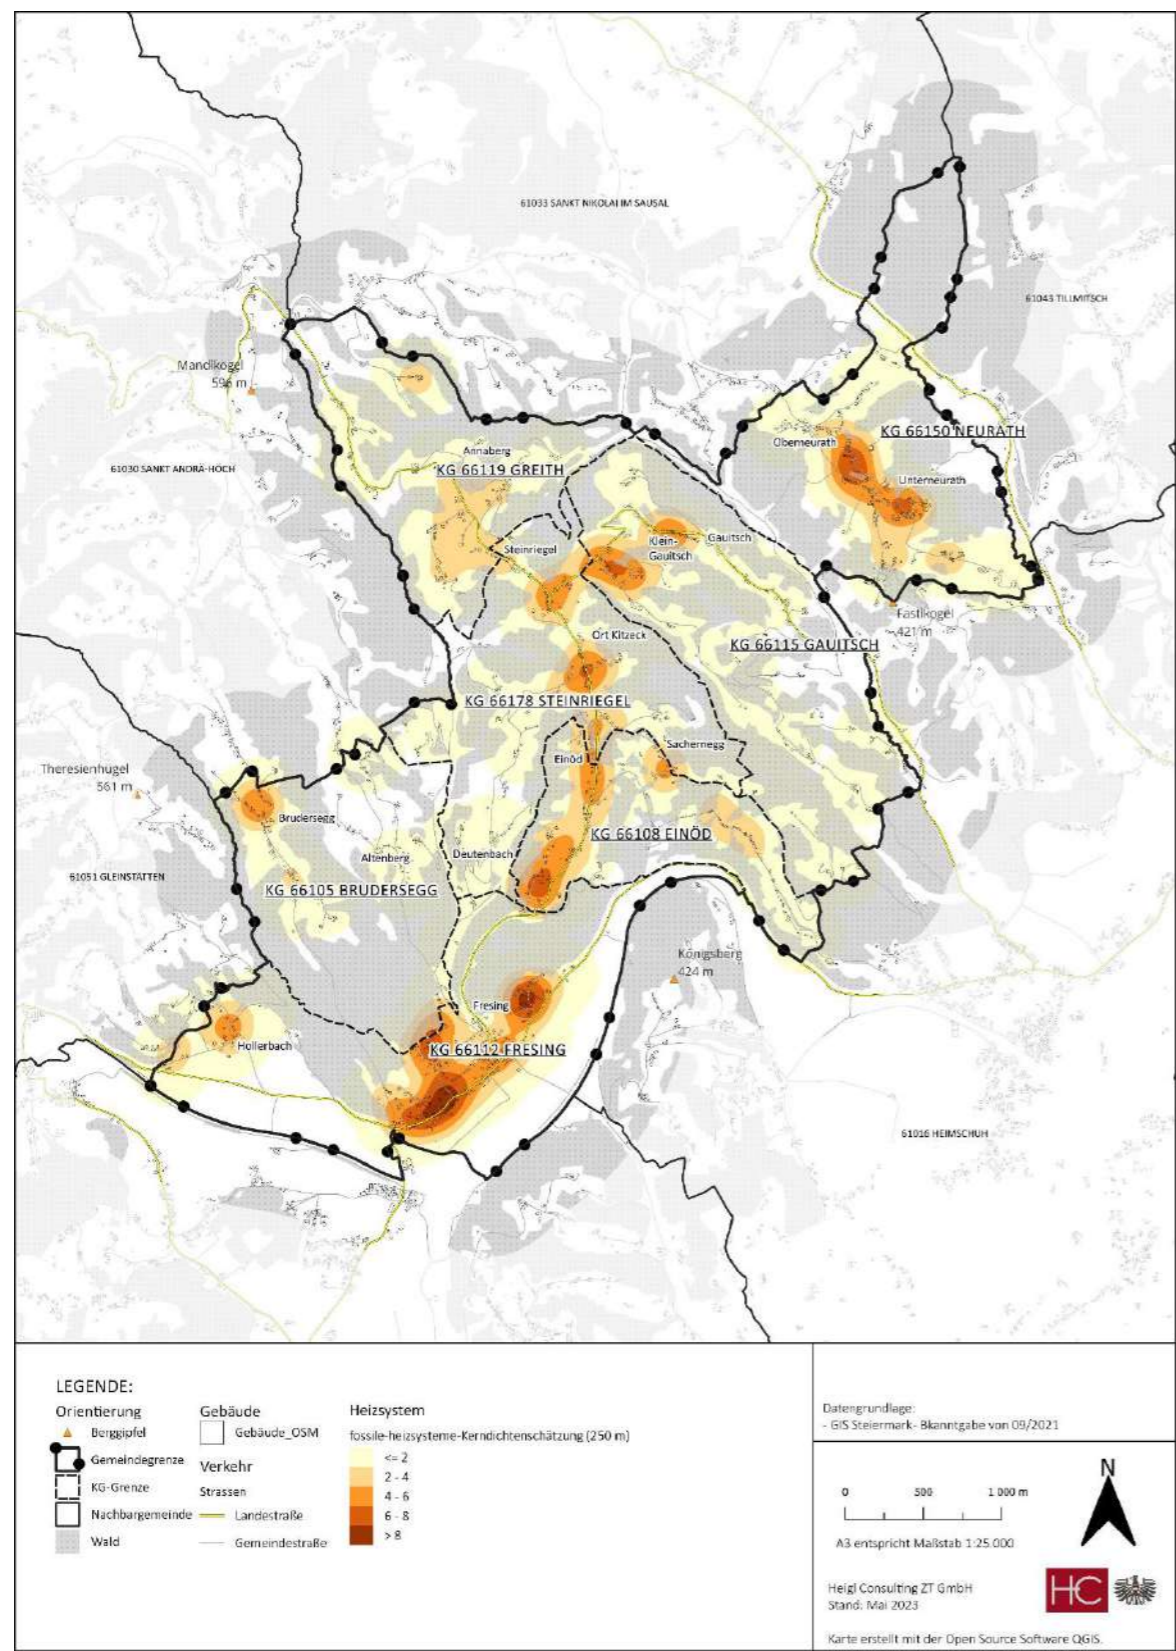 61033 SANKT NIKOLAI IM SAUSAL
61043 TILLMITSCH
Mandlkogel
596 m
KG 66150 NEURATH
Oberneurath
Annaberg
61030 SANKT ANDRÄ-HÖCH
KG 66119 GREITH
Unterneurath
Steinriegel
Klein-
Gauitsch
Gauitsch
Fastlkogel
421 m
Ort Kitzeck
KG 66115 GAUITSCH
KG 66178 STEINRIEGEL
Sachernegg
Einöd
Theresienhügel
561 m
Brudersegg
KG 66108 EINÖD
Altenberg
Deutenbach
61051 GLEINSTÄTTEN
KG 66105 BRUDERSEGG
Königsberg
424 m
Fresing
Hollerbach
KG 66112 FRESING
61016 HEIMSCHUH
LEGENDE:
Orientierung
Berggipfel
Gemeindegrenze
KG-Grenze
Nachbargemeinde
Wald
Gebäude
Gebäude_OSM
Verkehr
Strassen
Landestraße
Gemeindestraße
Heizsystem
fossile-heizsysteme-Kerndichtenschätzung (250 m)
<= 2
2 - 4
4 - 6
6 - 8
> 8
Datengrundlage:
- GIS Steiermark- Bkanntgabe von 09/2021
N
0 500 1 000 m
A3 entspricht Maßstab 1:25 000
Heigl Consulting ZT GmbH
Stand: Mai 2023
HC
Karte erstellt mit der Open Source Software QGIS.